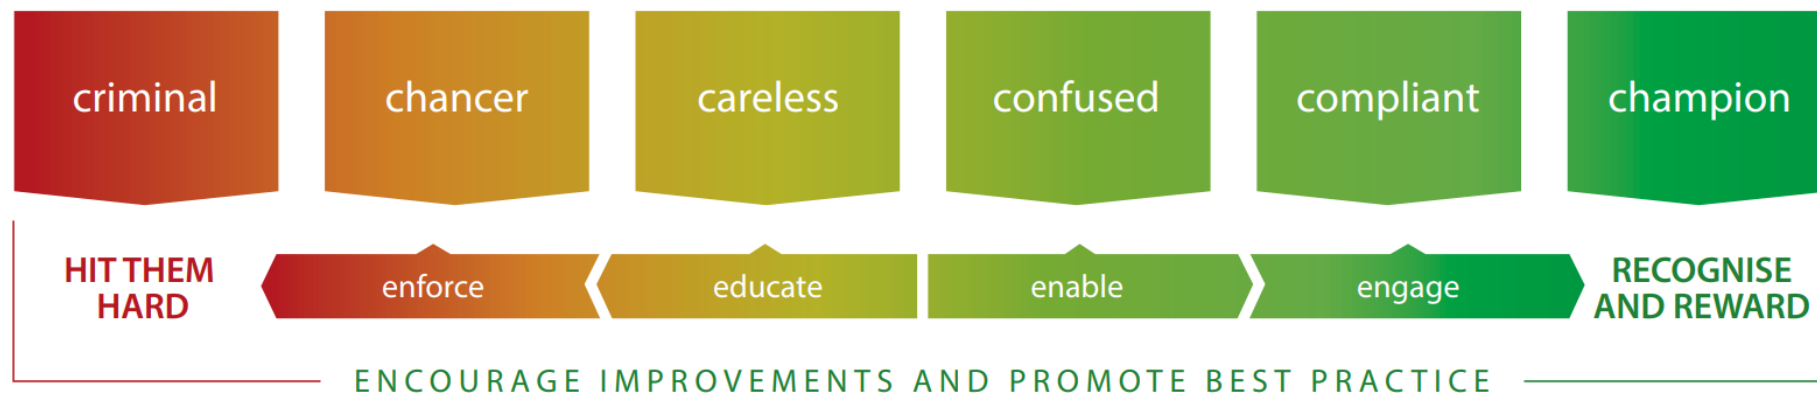 criminal
chancer
careless
confused
compliant
champion
HIT THEM
HARD
enforce
educate
enable
engage
RECOGNISE
AND REWARD
ENCOURAGE IMPROVEMENTS AND PROMOTE BEST PRACTICE